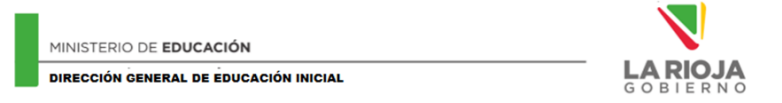 MINISTERIO DE EDUCACIÓN
DIRECCIÓN GENERAL DE EDUCACIÓN INICIAL
LA RIOJA
GOBIERNO